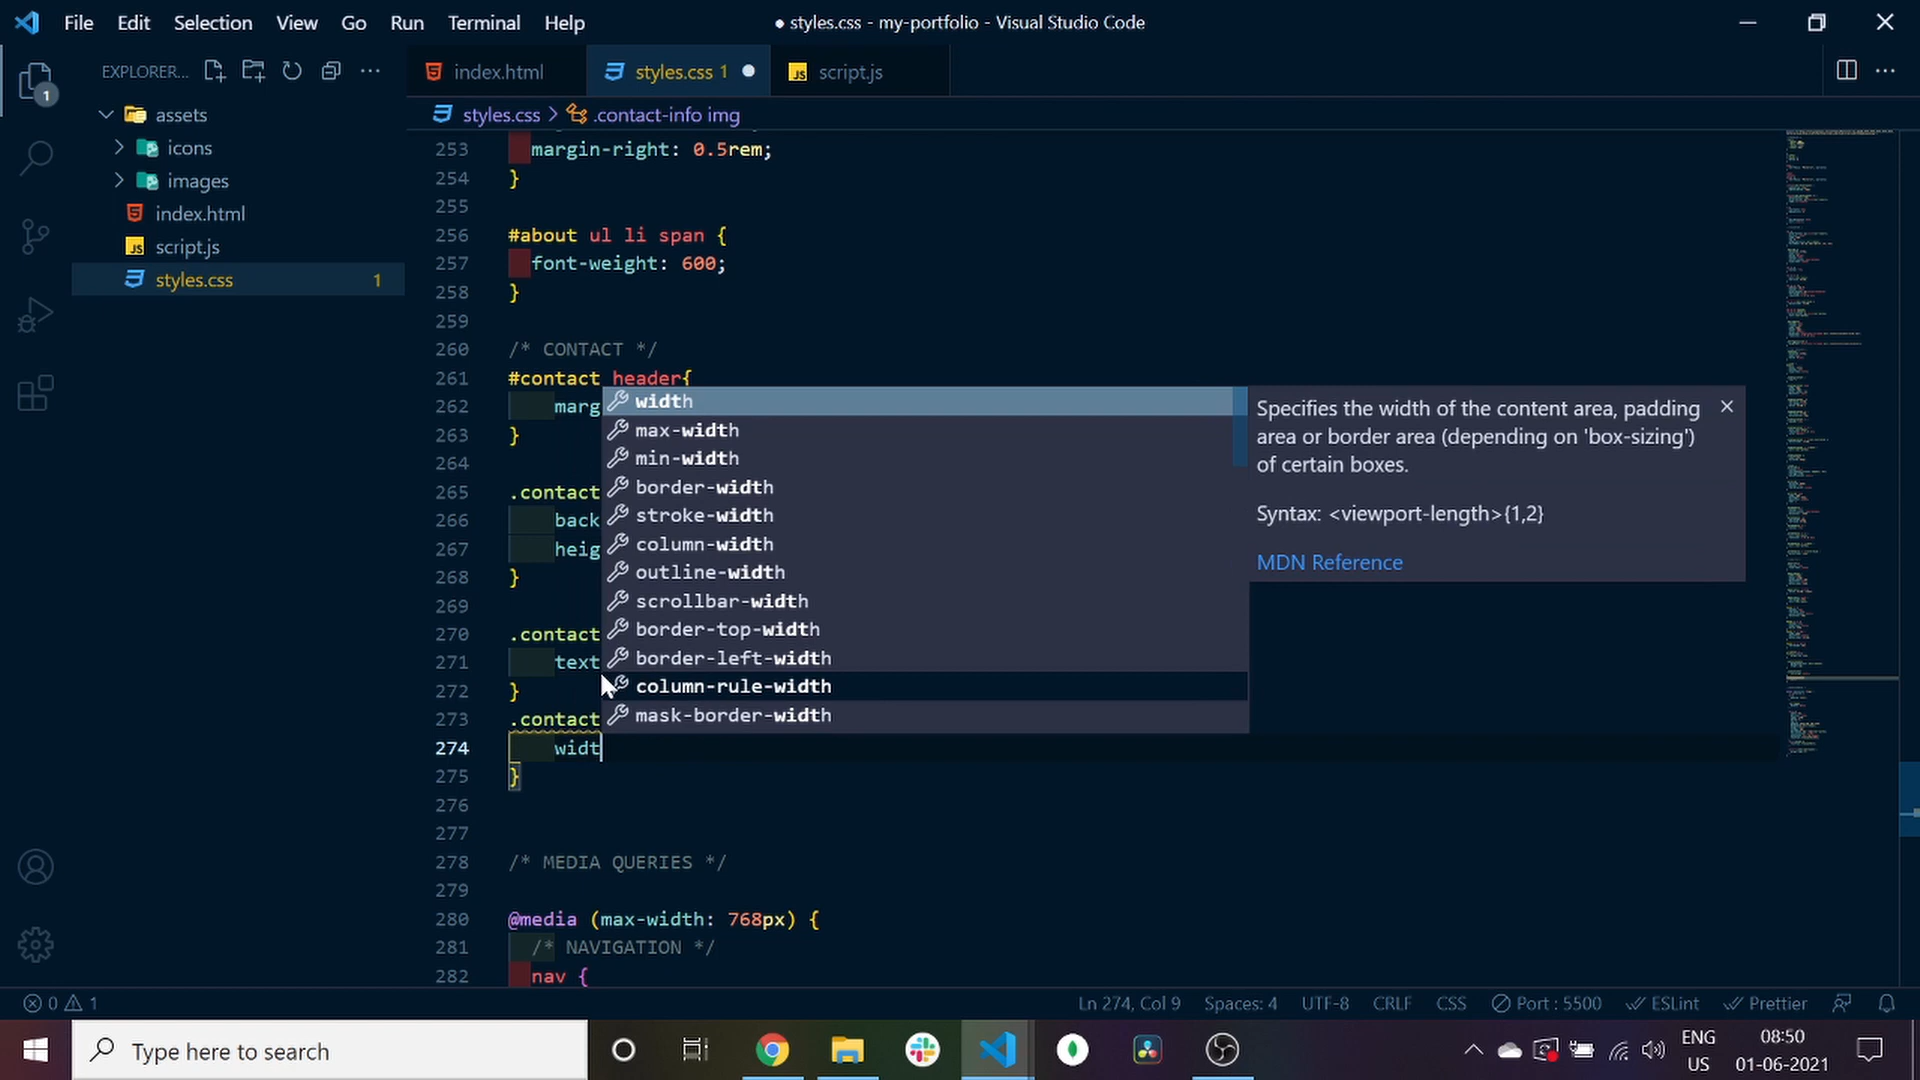 File Edit Selection View Go Run Terminal Help
● styles.css - my-portfolio - Visual Studio Code
EXPLORER...
1
index.html
styles.css 1
script.js
assets
icons
images
index.html
script.js
styles.css 1
styles.css > .contact-info img
253 margin-right: 0.5rem;
254 }
255
256 #about ul li span {
257 font-weight: 600;
258 }
259
260 /* CONTACT */
261 #contact header{
262 marg
263 }
264
265 .contact
266 back
267 heig
268 }
269
270 .contact
271 text
272 }
273 .contact
274 widt
275 }
276
277
278 /* MEDIA QUERIES */
279
280 @media (max-width: 768px) {
281 /* NAVIGATION */
282 nav {
width
max-width
min-width
border-width
stroke-width
column-width
outline-width
scrollbar-width
border-top-width
border-left-width
column-rule-width
mask-border-width
Specifies the width of the content area, padding
area or border area (depending on 'box-sizing')
of certain boxes.
Syntax: <viewport-length>{1,2}
MDN Reference
0 1
Ln 274, Col 9 Spaces: 4 UTF-8 CRLF CSS Port : 5500 ESLint Prettier
Type here to search
ENG
US
08:50
01-06-2021